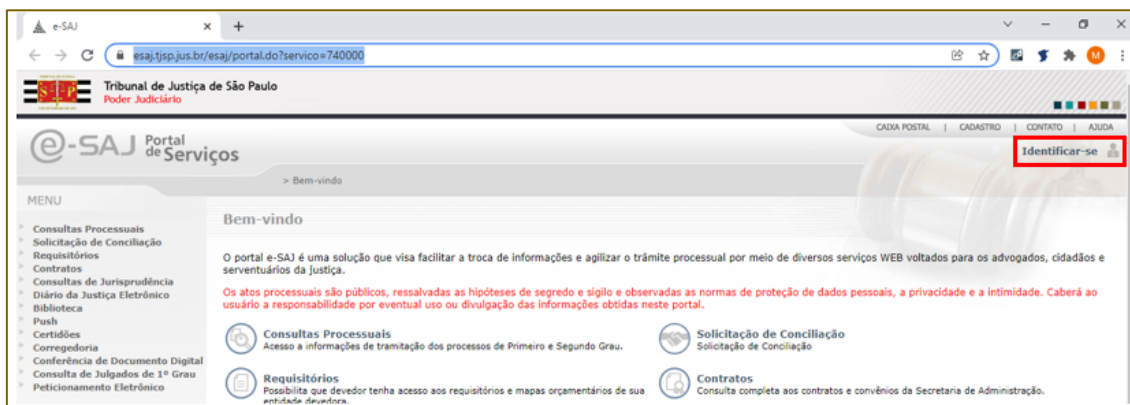 e-SAJ
esaj.tjsp.jus.br/esaj/portal.do?servico=740000
M
Tribunal de Justiça de São Paulo
Poder Judiciário
CAIXA POSTAL | CADASTRO | CONTATO | AJUDA
e-SAJ Portal de Serviços
Identificar-se
> Bem-vindo
MENU
Consultas Processuais
Solicitação de Conciliação
Requisitórios
Contratos
Consultas de Jurisprudência
Diário da Justiça Eletrônico
Biblioteca
Push
Certidões
Corregedoria
Conferência de Documento Digital
Consulta de Julgados de 1º Grau
Peticionamento Eletrônico
Bem-vindo
O portal e-SAJ é uma solução que visa facilitar a troca de informações e agilizar o trâmite processual por meio de diversos serviços WEB voltados para os advogados, cidadãos e
serventuários da justiça.
Os atos processuais são públicos, ressalvadas as hipóteses de segredo e sigilo e observadas as normas de proteção de dados pessoais, a privacidade e a intimidade. Caberá ao
usuário a responsabilidade por eventual uso ou divulgação das informações obtidas neste portal.
Consultas Processuais
Acesso a informações de tramitação dos processos de Primeiro e Segundo Grau.
Solicitação de Conciliação
Solicitação de Conciliação
Requisitórios
Possibilita que devedor tenha acesso aos requisitórios e mapas orçamentários de sua
entidade devedora.
Contratos
Consulta completa aos contratos e convênios da Secretaria de Administração.